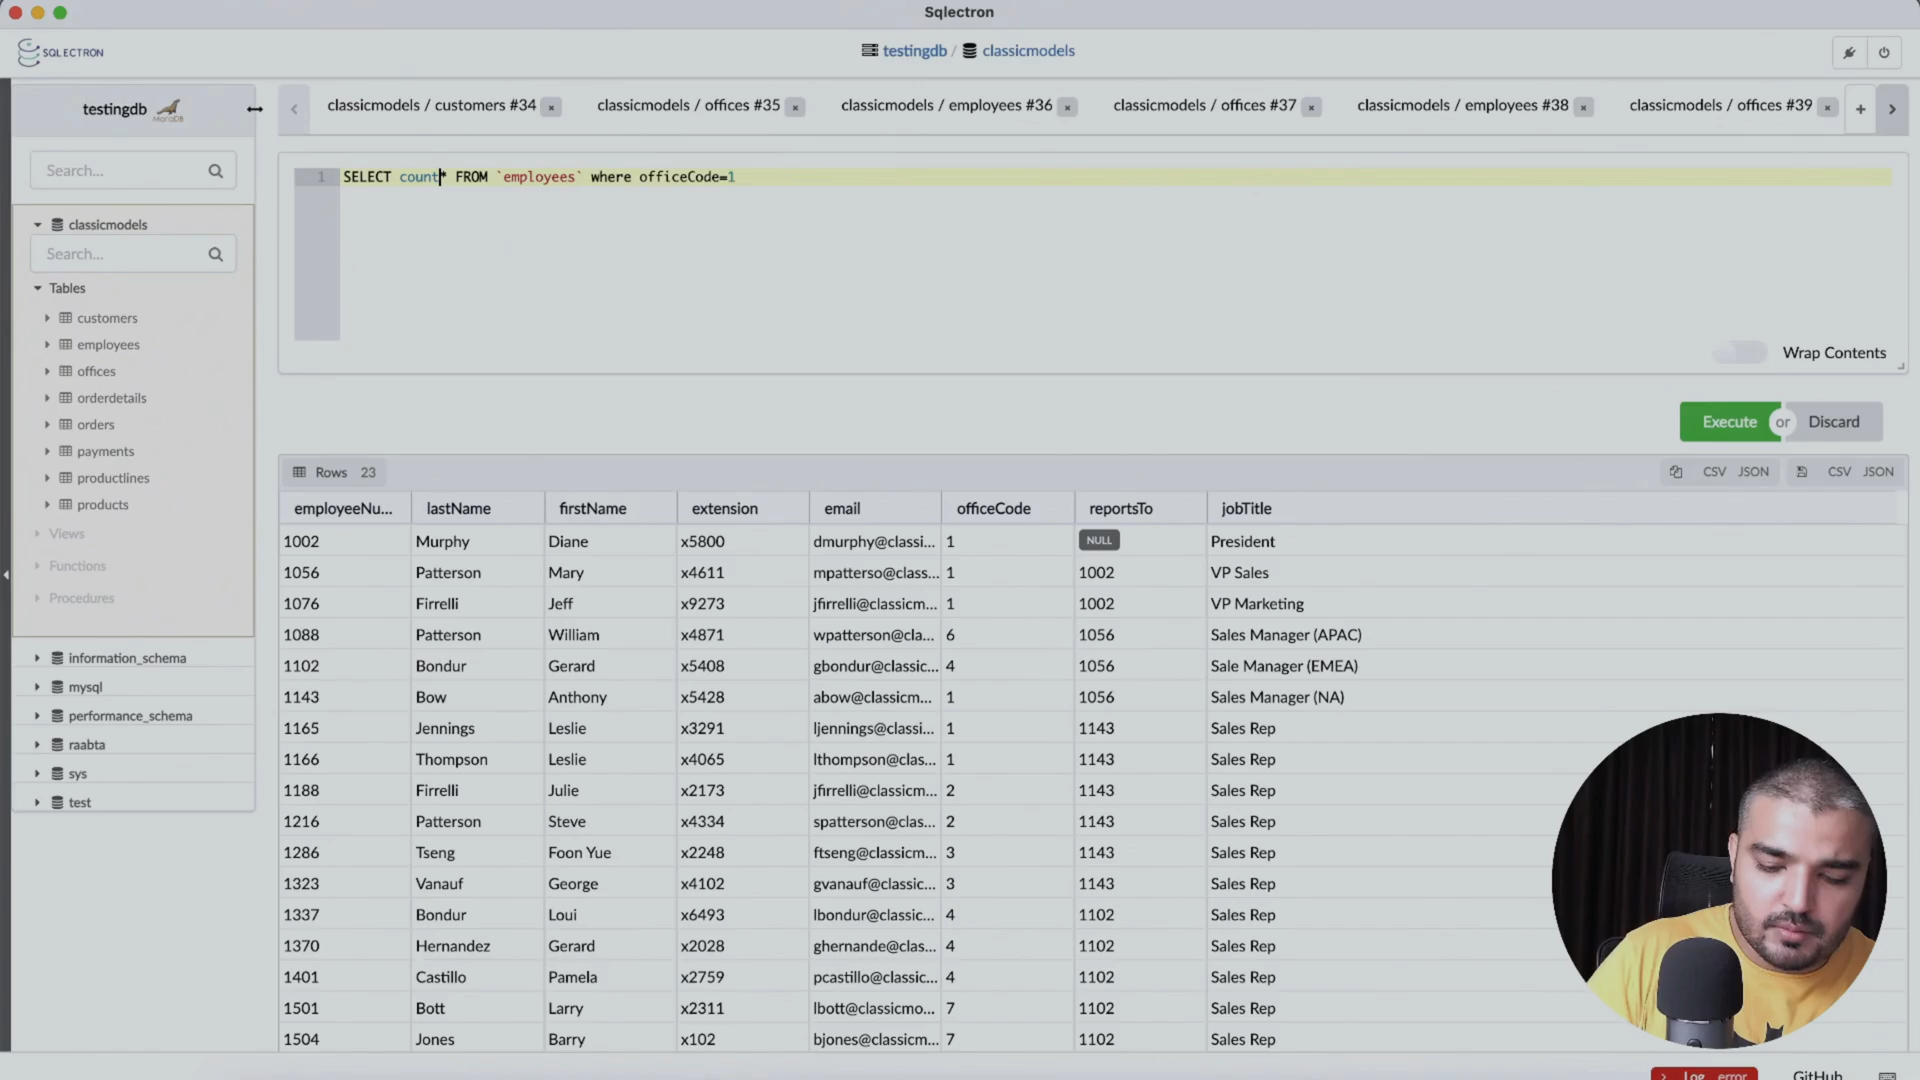 Sqlectron
SQLECTRON
testingdb / classicmodels
testingdb
MariaDB
classicmodels / customers #34
classicmodels / offices #35
classicmodels / employees #36
classicmodels / offices #37
classicmodels / employees #38
classicmodels / offices #39
Search...
1 SELECT count* FROM `employees` where officeCode=1
classicmodels
Search...
Tables
customers
employees
offices
orderdetails
orders
payments
productlines
products
Views
Functions
Procedures
information_schema
mysql
performance_schema
raabta
sys
test
Wrap Contents
Execute or Discard
Rows 23
CSV JSON CSV JSON
employeeNu... lastName firstName extension email officeCode reportsTo jobTitle
1002 Murphy Diane x5800 dmurphy@classi... 1 NULL President
1056 Patterson Mary x4611 mpatterso@class... 1 1002 VP Sales
1076 Firrelli Jeff x9273 jfirrelli@classicm... 1 1002 VP Marketing
1088 Patterson William x4871 wpatterson@cla... 6 1056 Sales Manager (APAC)
1102 Bondur Gerard x5408 gbondur@classic... 4 1056 Sale Manager (EMEA)
1143 Bow Anthony x5428 abow@classicm... 1 1056 Sales Manager (NA)
1165 Jennings Leslie x3291 ljennings@classic... 1 1143 Sales Rep
1166 Thompson Leslie x4065 lthompson@clas... 1 1143 Sales Rep
1188 Firrelli Julie x2173 jfirrelli@classicm... 2 1143 Sales Rep
1216 Patterson Steve x4334 spatterson@clas... 2 1143 Sales Rep
1286 Tseng Foon Yue x2248 ftseng@classicm... 3 1143 Sales Rep
1323 Vanauf George x4102 gvanauf@classic... 3 1143 Sales Rep
1337 Bondur Loui x6493 lbondur@classic... 4 1102 Sales Rep
1370 Hernandez Gerard x2028 ghernande@clas... 4 1102 Sales Rep
1401 Castillo Pamela x2759 pcastillo@classic... 4 1102 Sales Rep
1501 Bott Larry x2311 lbott@classicmo... 7 1102 Sales Rep
1504 Jones Barry x102 bjones@classicm... 7 1102 Sales Rep
Log error
GitHub